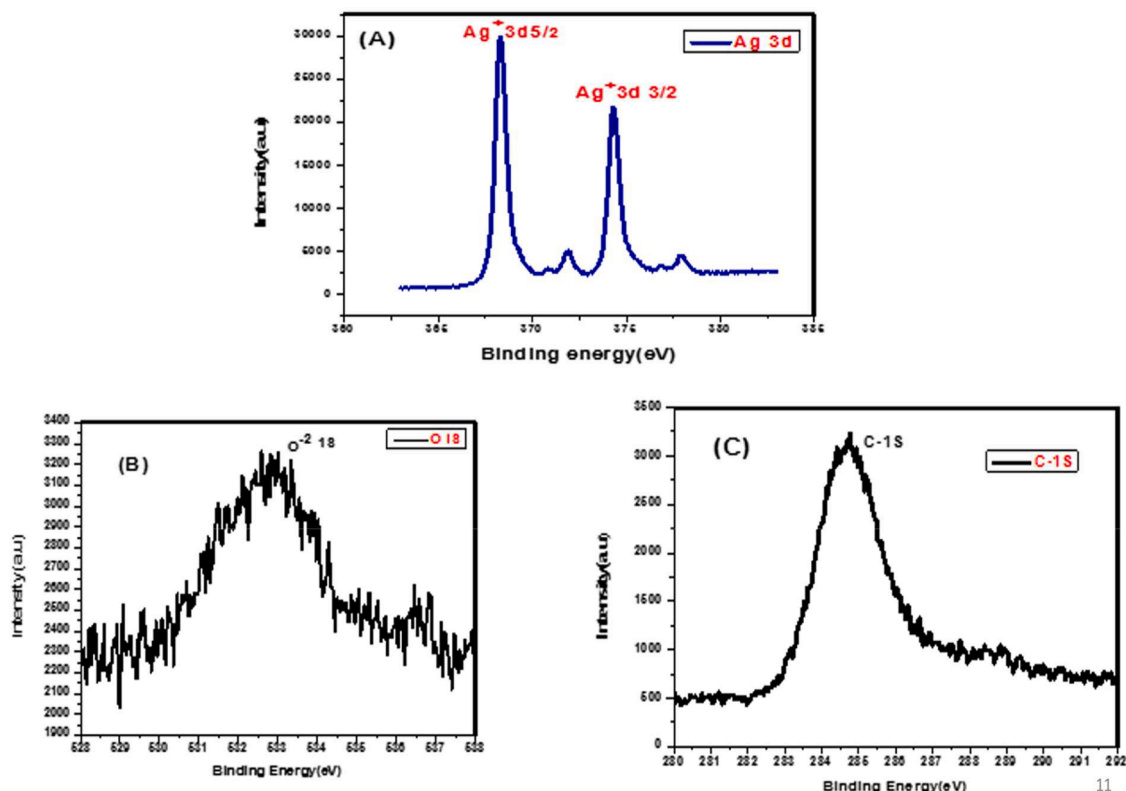 (A)
Ag+ 3d5/2
Ag+ 3d 3/2
Ag 3d
30000
25000
20000
15000
10000
5000
0
Intensity(a.u)
360 365 370 375 380 385
Binding energy(eV)
(B)
O-2 1S
O IS
3400
3300
3200
3100
3000
2900
2800
2700
2600
2500
2400
2300
2200
2100
2000
1900
Intensity(a.u)
528 529 530 531 532 533 534 535 536 537 538
Binding Energy(eV)
(C)
C-1S
C-1S
3500
3000
2500
2000
1500
1000
500
0
Intensity(a.u)
280 281 282 283 284 285 286 287 288 289 290 291 292
Binding Energy(eV)
11